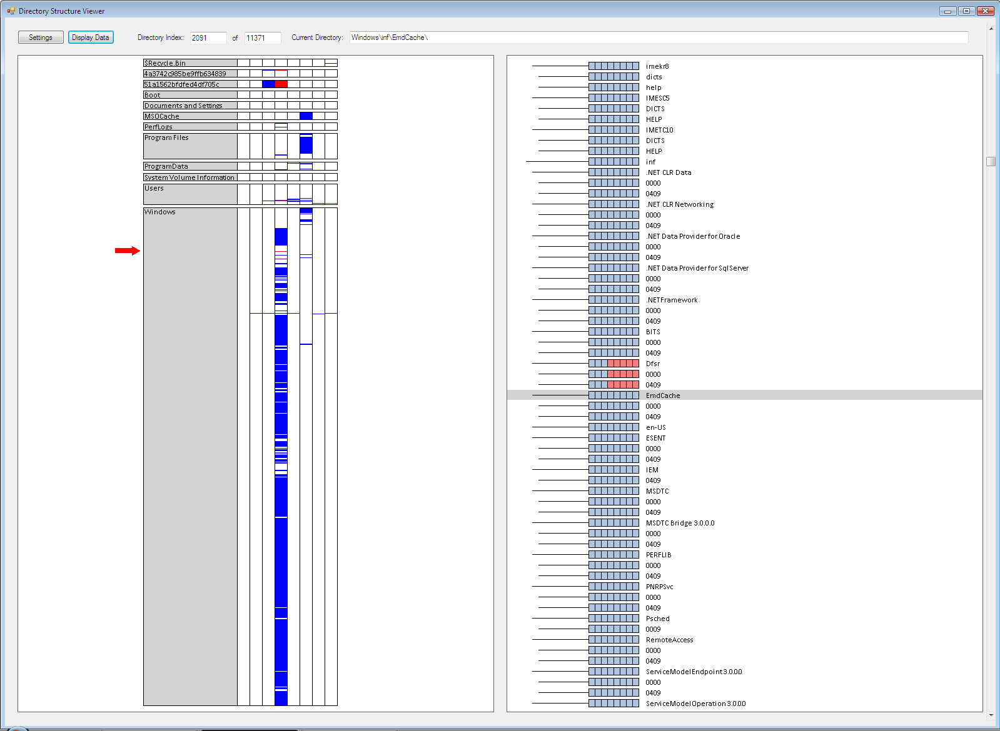 Directory Structure Viewer
Settings
Display Data
Directory Index: 2091 of 11371
Current Directory: Windows\inf\EmdCache\
$Recycle.Bin
4a3742c985be9ffb634839
51a1562bfdfed4df705c
Boot
Documents and Settings
MSOCache
PerfLogs
Program Files
ProgramData
System Volume Information
Users
Windows
imekr8
dicts
help
IMESC5
DICTS
HELP
IMETC10
DICTS
HELP
inf
.NET CLR Data
0000
0409
.NET CLR Networking
0000
0409
.NET Data Provider for Oracle
0000
0409
.NET Data Provider for SqlServer
0000
0409
.NETFramework
0000
0409
BITS
0000
0409
Dfsr
0000
0409
EmdCache
0000
0409
en-US
ESENT
0000
0409
IEM
0409
MSDTC
0000
0409
MSDTC Bridge 3.0.0.0
0000
0409
PERFLIB
0000
0409
PNRPSvc
0000
0409
Psched
0009
RemoteAccess
0000
0409
ServiceModelEndpoint 3.0.0.0
0000
0409
ServiceModelOperation 3.0.0.0